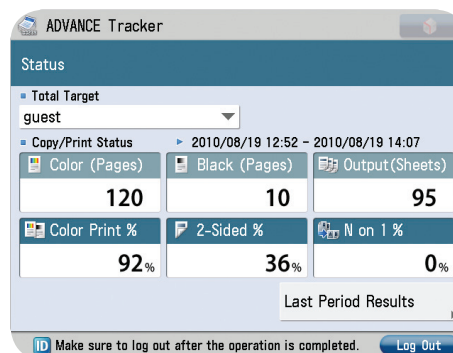 ADVANCE Tracker
Status
Total Target
guest
Copy/Print Status 2010/08/19 12:52 - 2010/08/19 14:07
Color (Pages) Black (Pages) Output(Sheets)
120 10 95
Color Print % 2-Sided % N on 1 %
92% 36% 0%
Last Period Results
ID Make sure to log out after the operation is completed. Log Out